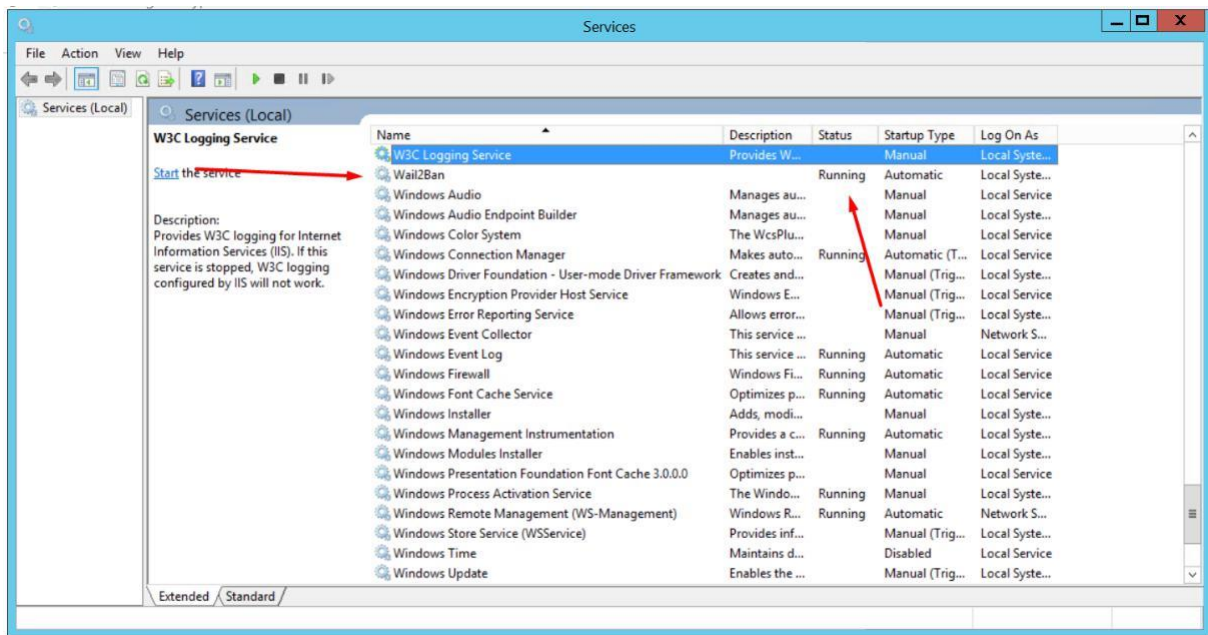 Services
File Action View Help
Services (Local)
Services (Local)
W3C Logging Service
Start the service
Description:
Provides W3C logging for Internet
Information Services (IIS). If this
service is stopped, W3C logging
configured by IIS will not work.
Name Description Status Startup Type Log On As
W3C Logging Service Provides W... Manual Local Syste...
Wail2Ban Running Automatic Local Syste...
Windows Audio Manages au... Manual Local Service
Windows Audio Endpoint Builder Manages au... Manual Local Syste...
Windows Color System The WcsPlu... Manual Local Service
Windows Connection Manager Makes auto... Running Automatic (T... Local Service
Windows Driver Foundation - User-mode Driver Framework Creates and... Manual (Trig... Local Syste...
Windows Encryption Provider Host Service Windows E... Manual (Trig... Local Service
Windows Error Reporting Service Allows error... Manual (Trig... Local Syste...
Windows Event Collector This service ... Manual Network S...
Windows Event Log This service ... Running Automatic Local Service
Windows Firewall Windows Fi... Running Automatic Local Service
Windows Font Cache Service Optimizes p... Running Automatic Local Service
Windows Installer Adds, modi... Manual Local Syste...
Windows Management Instrumentation Provides a c... Running Automatic Local Syste...
Windows Modules Installer Enables inst... Manual Local Syste...
Windows Presentation Foundation Font Cache 3.0.0.0 Optimizes p... Manual Local Service
Windows Process Activation Service The Windo... Running Manual Local Syste...
Windows Remote Management (WS-Management) Windows R... Running Automatic Network S...
Windows Store Service (WSService) Provides inf... Manual (Trig... Local Syste...
Windows Time Maintains d... Disabled Local Service
Windows Update Enables the ... Manual (Trig... Local Syste...
Extended Standard